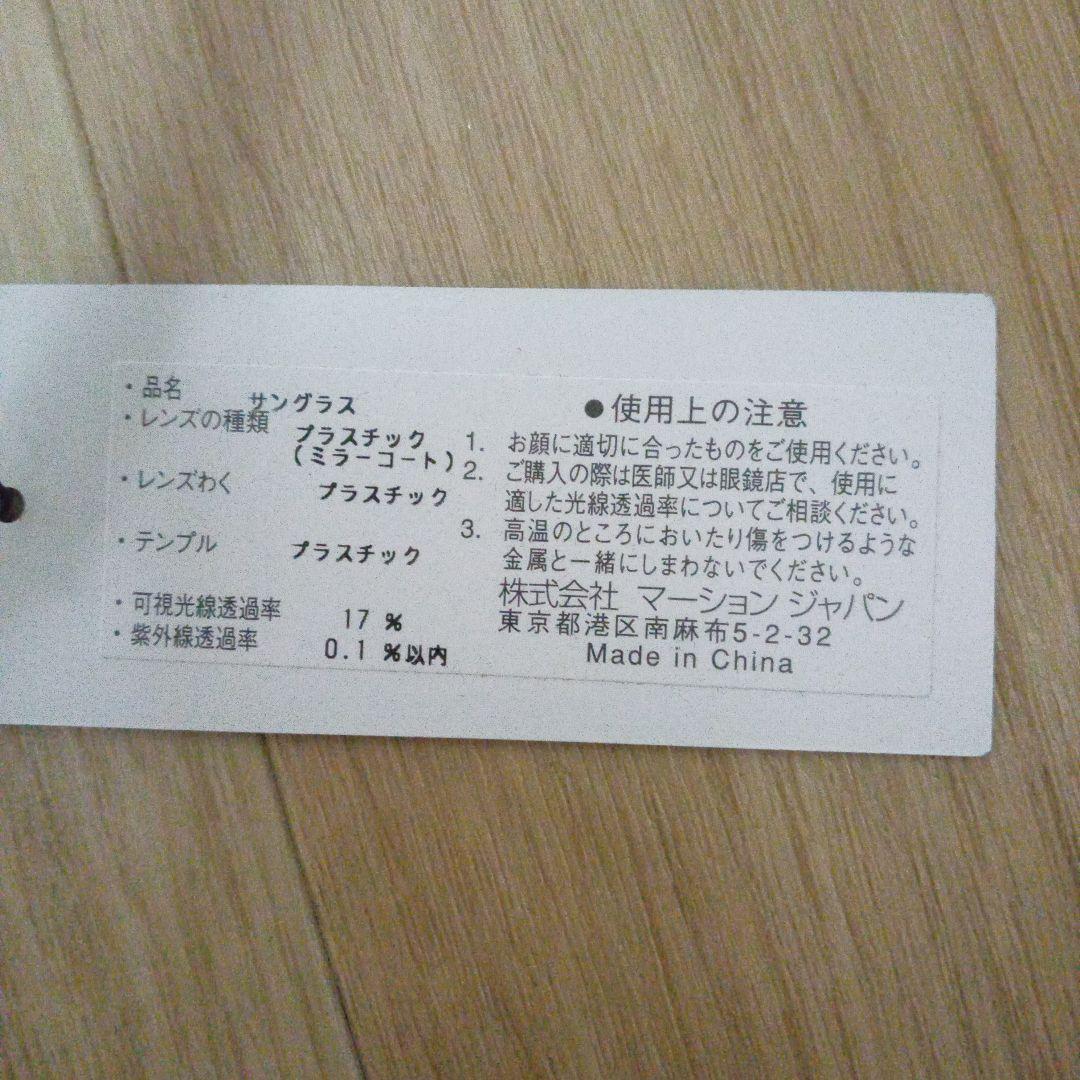 ・品名 サングラス
・レンズの種類 プラスチック
(ミラーコート)
・レンズわく プラスチック
・テンプル プラスチック
・可視光線透過率 17 %
・紫外線透過率 0.1 %以内
●使用上の注意
1. お顔に適切に合ったものをご使用ください。
2. ご購入の際は医師又は眼鏡店で、使用に
適した光線透過率についてご相談ください。
3. 高温のところにおいたり傷をつけるような
金属と一緒にしまわないでください。
株式会社 マーション ジャパン
東京都港区南麻布5-2-32
Made in China